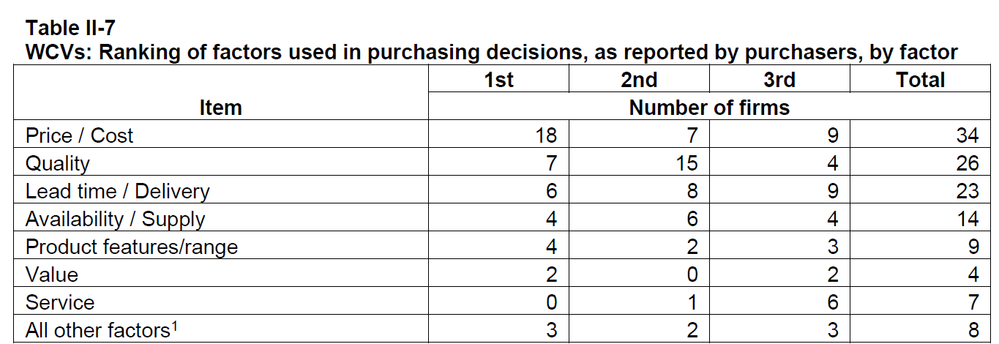 Table II-7
WCVs: Ranking of factors used in purchasing decisions, as reported by purchasers, by factor
Item 1st 2nd 3rd Total
Number of firms
Price / Cost 18 7 9 34
Quality 7 15 4 26
Lead time / Delivery 6 8 9 23
Availability / Supply 4 6 4 14
Product features/range 4 2 3 9
Value 2 0 2 4
Service 0 1 6 7
All other factors¹ 3 2 3 8